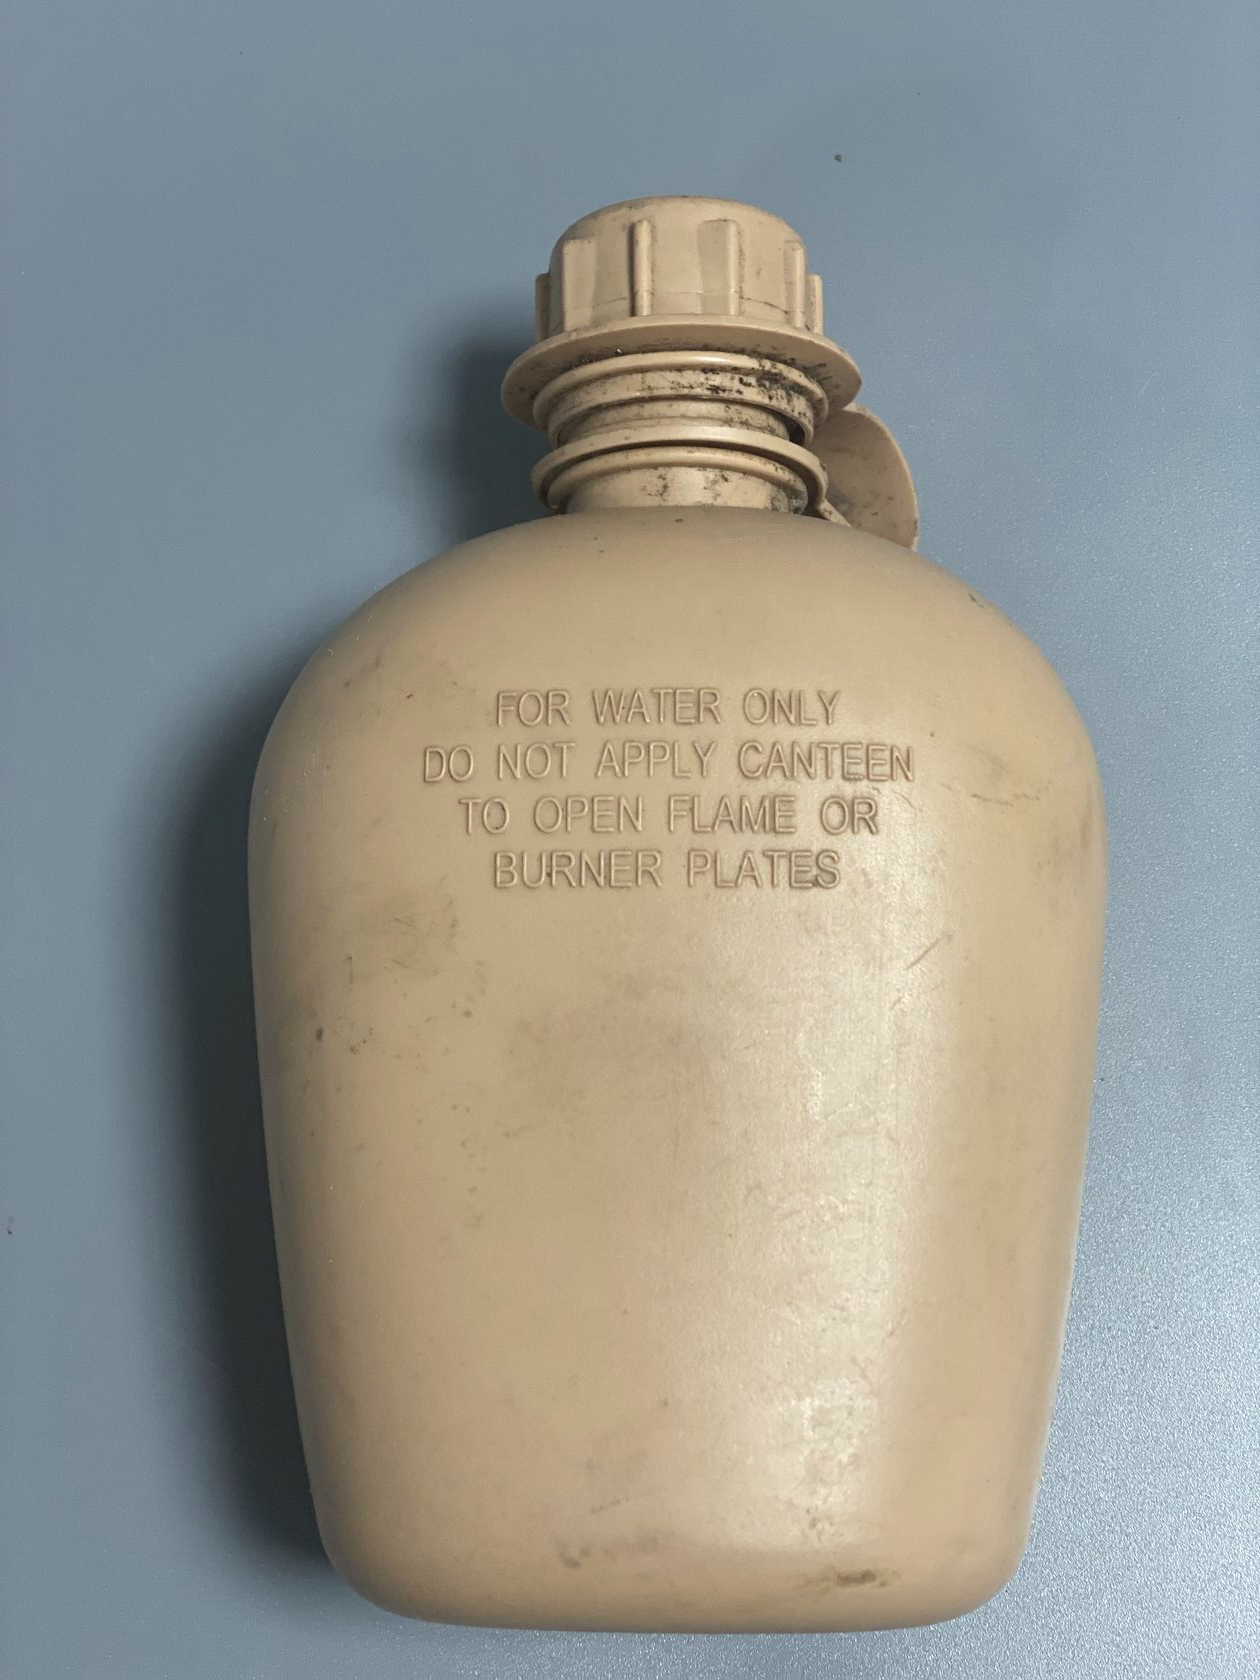 FOR WATER ONLY
DO NOT APPLY CANTEEN
TO OPEN FLAME OR
BURNER PLATES